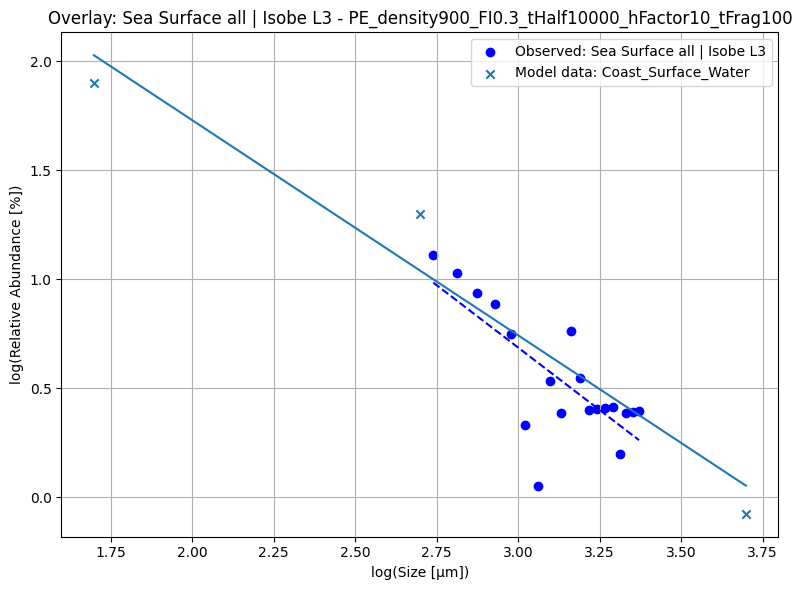 Overlay: Sea Surface all | Isobe L3 - PE_density900_FI0.3_tHalf10000_hFactor10_tFrag100
Observed: Sea Surface all | Isobe L3
Model data: Coast_Surface_Water
log(Relative Abundance [%])
2.0
1.5
1.0
0.5
0.0
1.75 2.00 2.25 2.50 2.75 3.00 3.25 3.50 3.75
log(Size [μm])